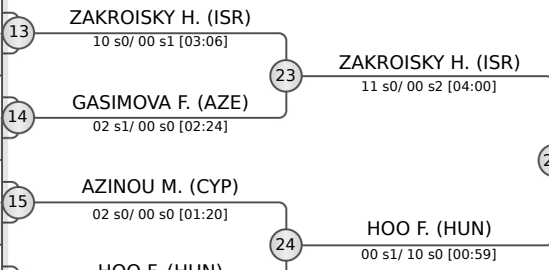 13
ZAKROISKY H. (ISR)
10 s0/ 00 s1 [03:06]
23
ZAKROISKY H. (ISR)
11 s0/ 00 s2 [04:00]
14
GASIMOVA F. (AZE)
02 s1/ 00 s0 [02:24]
15
AZINOU M. (CYP)
02 s0/ 00 s0 [01:20]
24
HOO F. (HUN)
00 s1/ 10 s0 [00:59]
HOO F. (HUN)